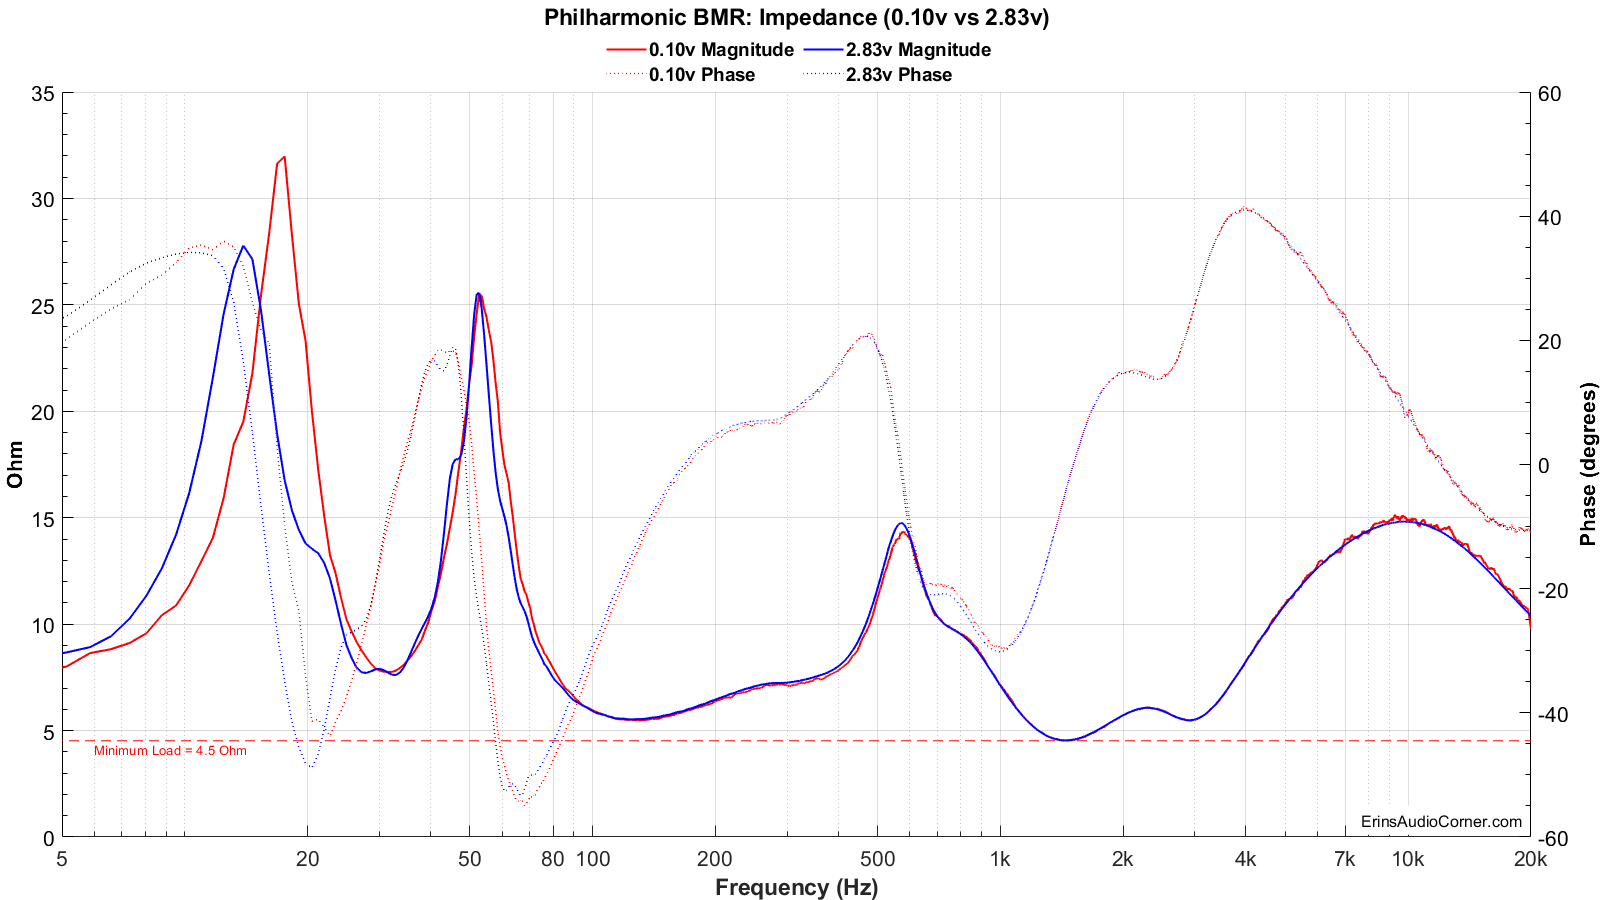 Philharmonic BMR: Impedance (0.10v vs 2.83v)
0.10v Magnitude 2.83v Magnitude
0.10v Phase 2.83v Phase
35
30
25
20
15
10
5
0
Ohm
60
40
20
0
-20
-40
-60
Phase (degrees)
Minimum Load = 4.5 Ohm
ErinsAudioCorner.com
5 20 50 80 100 200 500 1k 2k 4k 7k 10k 20k
Frequency (Hz)